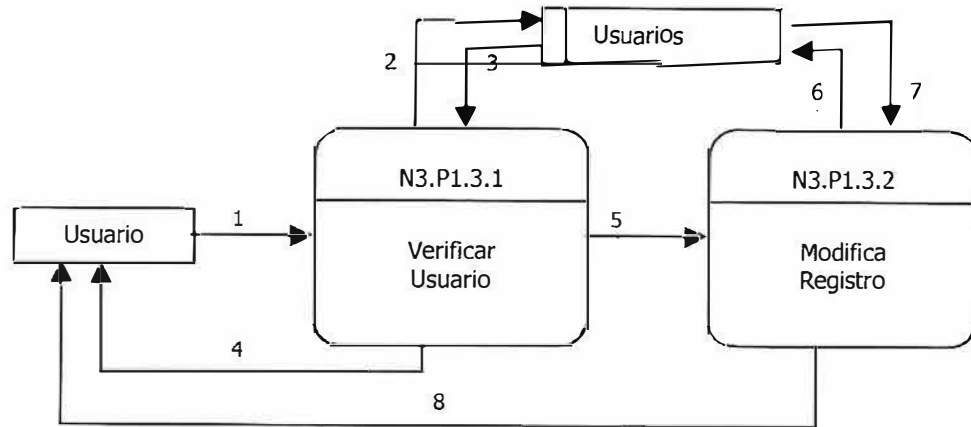 Usuarios
2
3
6
7
N3.P1.3.1
N3.P1.3.2
Usuario
1
5
Verificar
Usuario
Modifica
Registro
4
8